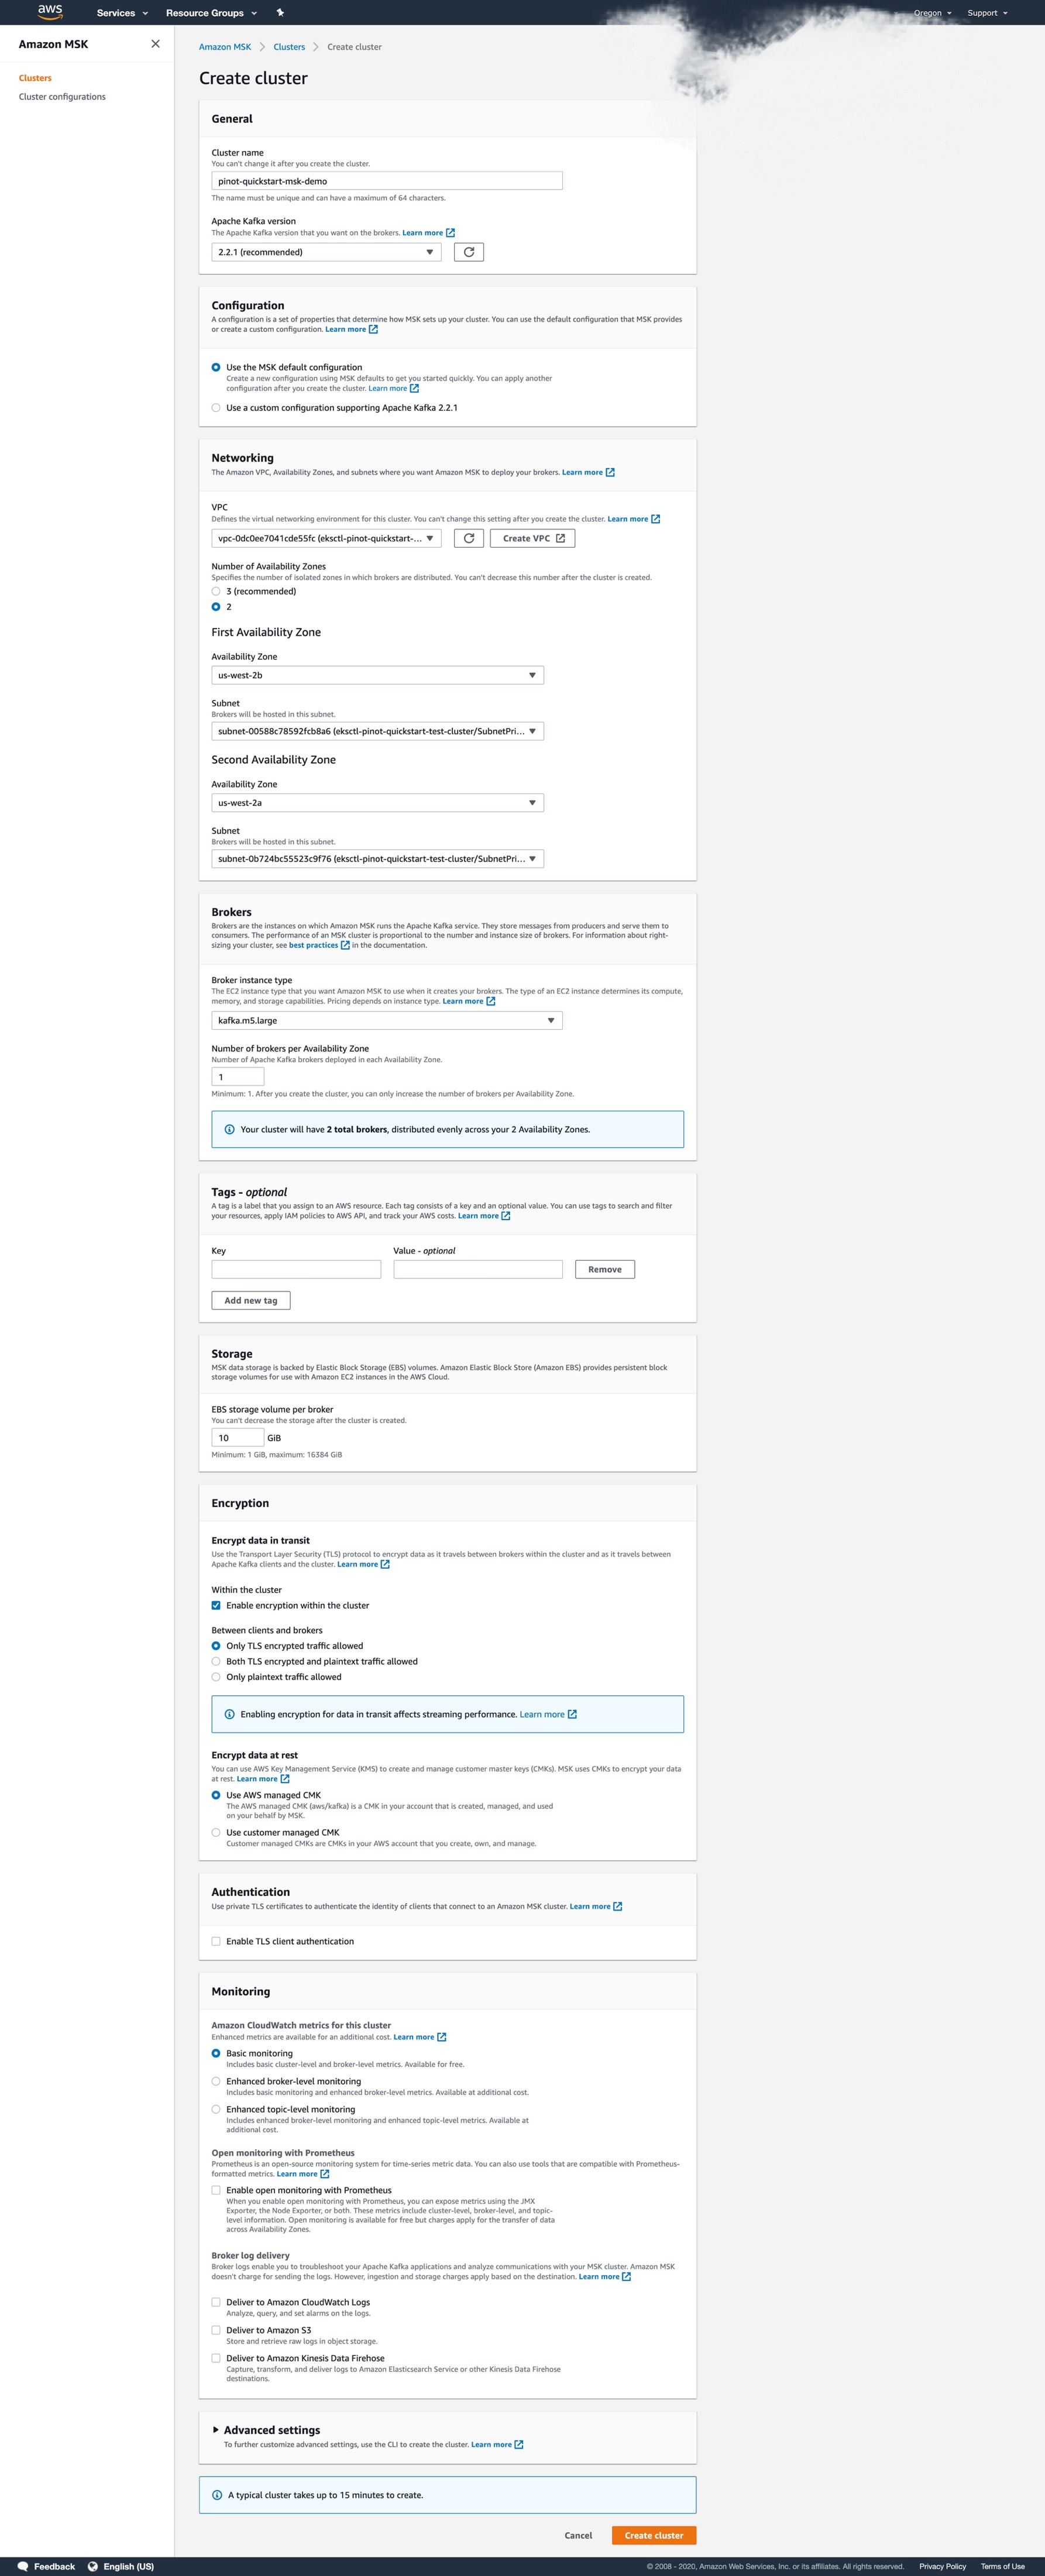 aws Services Resource Groups Oregon Support
Amazon MSK
Clusters
Cluster configurations
Amazon MSK Clusters Create cluster
Create cluster
General
Cluster name
You can't change it after you create the cluster.
pinot-quickstart-msk-demo
The name must be unique and can have a maximum of 64 characters.
Apache Kafka version
The Apache Kafka version that you want on the brokers. Learn more
2.2.1 (recommended)
Configuration
A configuration is a set of properties that determine how MSK sets up your cluster. You can use the default configuration that MSK provides
or create a custom configuration. Learn more
Use the MSK default configuration
Create a new configuration using MSK defaults to get you started quickly. You can apply another
configuration after you create the cluster. Learn more
Use a custom configuration supporting Apache Kafka 2.2.1
Networking
The Amazon VPC, Availability Zones, and subnets where you want Amazon MSK to deploy your brokers. Learn more
VPC
Defines the virtual networking environment for this cluster. You can't change this setting after you create the cluster. Learn more
vpc-0dc0ee7041cde55fc (eksctl-pinot-quickstart-... Create VPC
Number of Availability Zones
Specifies the number of isolated zones in which brokers are distributed. You can't decrease this number after the cluster is created.
3 (recommended)
2
First Availability Zone
Availability Zone
us-west-2b
Subnet
Brokers will be hosted in this subnet.
subnet-00588c78592fcb8a6 (eksctl-pinot-quickstart-test-cluster/SubnetPri...
Second Availability Zone
Availability Zone
us-west-2a
Subnet
Brokers will be hosted in this subnet.
subnet-0b724bc55523c9f76 (eksctl-pinot-quickstart-test-cluster/SubnetPri...
Brokers
Brokers are the instances on which Amazon MSK runs the Apache Kafka service. They store messages from producers and serve them to
consumers. The performance of an MSK cluster is proportional to the number and instance size of brokers. For information about right-
sizing your cluster, see best practices in the documentation.
Broker instance type
The EC2 instance type that you want Amazon MSK to use when it creates your brokers. The type of an EC2 instance determines its compute,
memory, and storage capabilities. Pricing depends on instance type. Learn more
kafka.m5.large
Number of brokers per Availability Zone
Number of Apache Kafka brokers deployed in each Availability Zone.
1
Minimum: 1. After you create the cluster, you can only increase the number of brokers per Availability Zone.
Your cluster will have 2 total brokers, distributed evenly across your 2 Availability Zones.
Tags - optional
A tag is a label that you assign to an AWS resource. Each tag consists of a key and an optional value. You can use tags to search and filter
your resources, apply IAM policies to AWS API, and track your AWS costs. Learn more
Key Value - optional
Remove
Add new tag
Storage
MSK data storage is backed by Elastic Block Storage (EBS) volumes. Amazon Elastic Block Store (Amazon EBS) provides persistent block
storage volumes for use with Amazon EC2 instances in the AWS Cloud.
EBS storage volume per broker
You can't decrease the storage after the cluster is created.
10 GiB
Minimum: 1 GiB, maximum: 16384 GiB
Encryption
Encrypt data in transit
Use the Transport Layer Security (TLS) protocol to encrypt data as it travels between brokers within the cluster and as it travels between
Apache Kafka clients and the cluster. Learn more
Within the cluster
Enable encryption within the cluster
Between clients and brokers
Only TLS encrypted traffic allowed
Both TLS encrypted and plaintext traffic allowed
Only plaintext traffic allowed
Enabling encryption for data in transit affects streaming performance. Learn more
Encrypt data at rest
You can use AWS Key Management Service (KMS) to create and manage customer master keys (CMKs). MSK uses CMKs to encrypt your data
at rest. Learn more
Use AWS managed CMK
The AWS managed CMK (aws/kafka) is a CMK in your account that is created, managed, and used
on your behalf by MSK.
Use customer managed CMK
Customer managed CMKs are CMKs in your AWS account that you create, own, and manage.
Authentication
Use private TLS certificates to authenticate the identity of clients that connect to an Amazon MSK cluster. Learn more
Enable TLS client authentication
Monitoring
Amazon CloudWatch metrics for this cluster
Enhanced metrics are available for an additional cost. Learn more
Basic monitoring
Includes basic cluster-level and broker-level metrics. Available for free.
Enhanced broker-level monitoring
Includes basic monitoring and enhanced broker-level metrics. Available at additional cost.
Enhanced topic-level monitoring
Includes enhanced broker-level monitoring and enhanced topic-level metrics. Available at
additional cost.
Open monitoring with Prometheus
Prometheus is an open-source monitoring system for time-series metric data. You can also use tools that are compatible with Prometheus-
formatted metrics. Learn more
Enable open monitoring with Prometheus
When you enable open monitoring with Prometheus, you can expose metrics using the JMX
Exporter, the Node Exporter, or both. These metrics include cluster-level, broker-level, and topic-
level information. Open monitoring is available for free but charges apply for the transfer of data
across Availability Zones.
Broker log delivery
Broker logs enable you to troubleshoot your Apache Kafka applications and analyze communications with your MSK cluster. Amazon MSK
doesn't charge for sending the logs. However, ingestion and storage charges apply based on the destination. Learn more
Deliver to Amazon CloudWatch Logs
Analyze, query, and set alarms on the logs.
Deliver to Amazon S3
Store and retrieve raw logs in object storage.
Deliver to Amazon Kinesis Data Firehose
Capture, transform, and deliver logs to Amazon Elasticsearch Service or other Kinesis Data Firehose
destinations.
Advanced settings
To further customize advanced settings, use the CLI to create the cluster. Learn more
A typical cluster takes up to 15 minutes to create.
Cancel Create cluster
Feedback English (US) © 2008 - 2020, Amazon Web Services, Inc. or its affiliates. All rights reserved. Privacy Policy Terms of Use